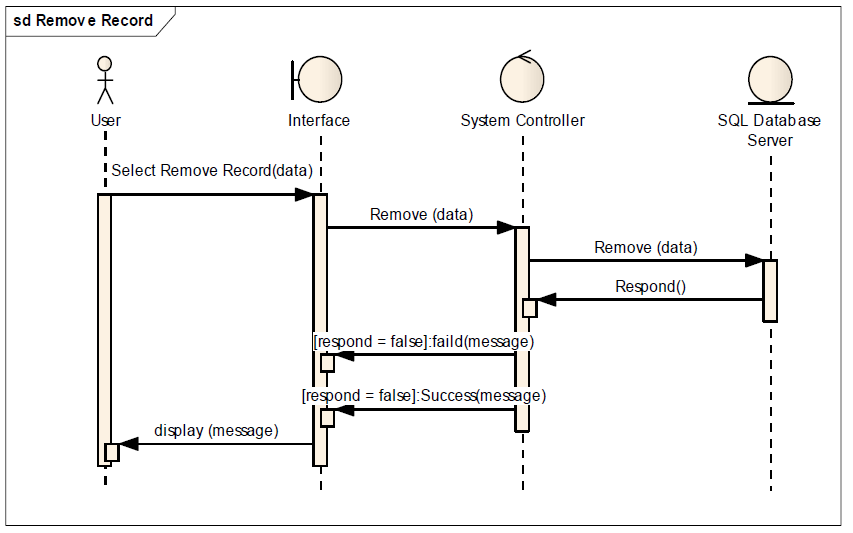 sd Remove Record
User
Interface
System Controller
SQL Database
Server
Select Remove Record(data)
Remove (data)
Remove (data)
Respond()
[respond = false]:faild(message)
[respond = false]:Success(message)
display (message)